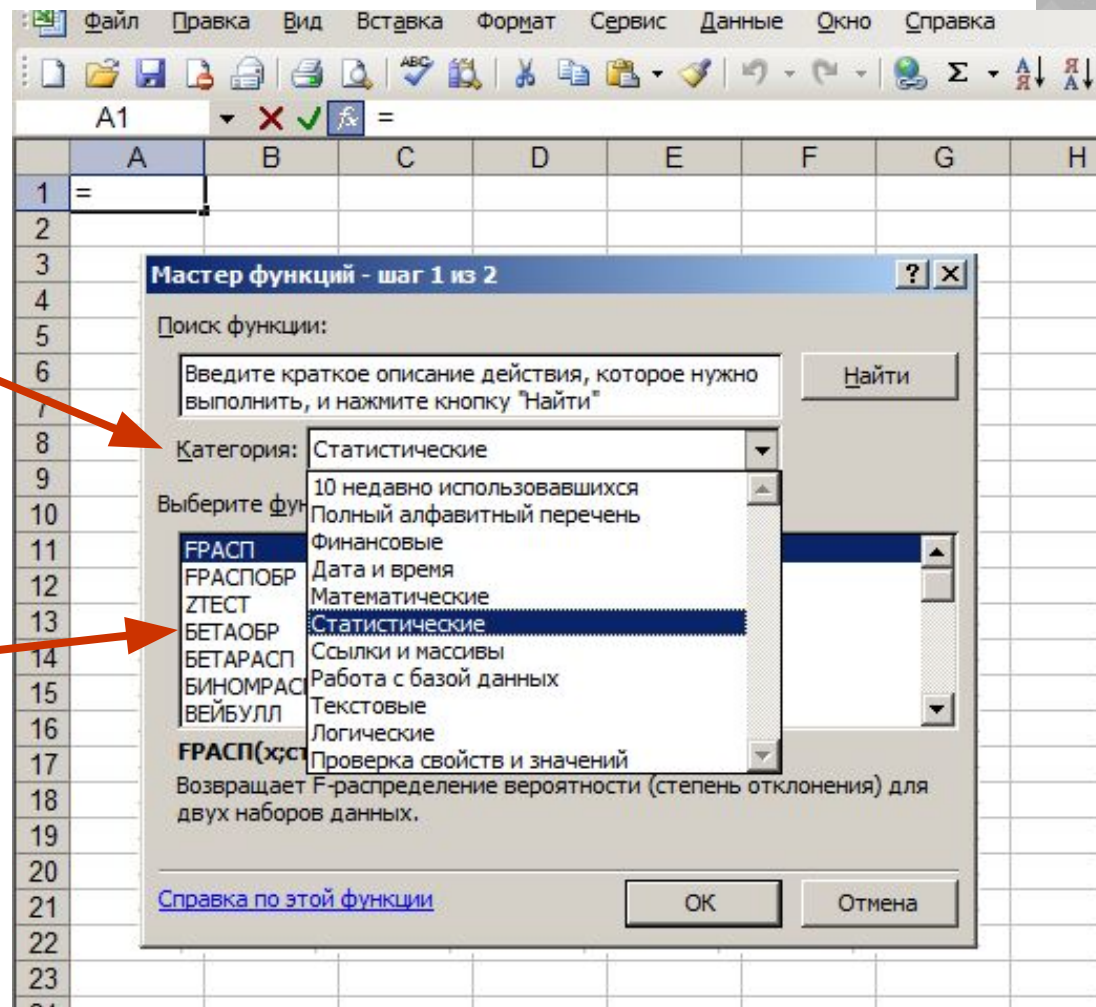 Файл Правка Вид Вставка Формат Сервис Данные Окно Справка
A1 =
A B C D E F G H
1 =
2
3
Мастер функций - шаг 1 из 2
4
5
Поиск функции:
6
Введите краткое описание действия, которое нужно
выполнить, и нажмите кнопку "Найти"
Найти
7
8
Категория: Статистические
9
10 недавно использовавшихся
10
Выберите фун
Полный алфавитный перечень
Финансовые
Дата и время
Математические
Статистические
Ссылки и массивы
Работа с базой данных
Текстовые
Логические
Проверка свойств и значений
11
FРАСП
12
FРАСПОБР
ZТЕСТ
13
БЕТАОБР
14
БЕТАРАСП
15
БИНОМРАСП
16
ВЕЙБУЛЛ
17
FРАСП(x;ст
18
Возвращает F-распределение вероятности (степень отклонения) для
двух наборов данных.
19
20
21
Справка по этой функции
ОК
Отмена
22
23